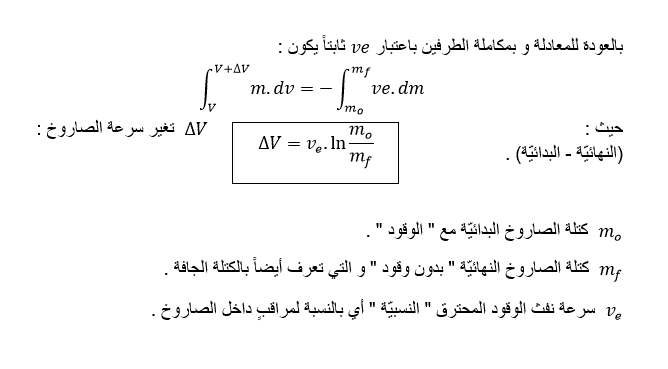 بالعودة للمعادلة و بمكاملة الطرفين باعتبار ve ثابتاً يكون :
∫_V^{V+ΔV} m.dv = − ∫_{m_o}^{m_f} ve.dm
حيث : ΔV تغير سرعة الصاروخ :
ΔV = v_e.ln m_o/m_f
(النهائيّة - البدائيّة) .
m_o كتلة الصاروخ البدائيّة مع " الوقود " .
m_f كتلة الصاروخ النهائيّة " بدون وقود " و التي تعرف أيضاً بالكتلة الجافة .
v_e سرعة نفث الوقود المحترق " النسبيّة " أي بالنسبة لمراقبٍ داخل الصاروخ .